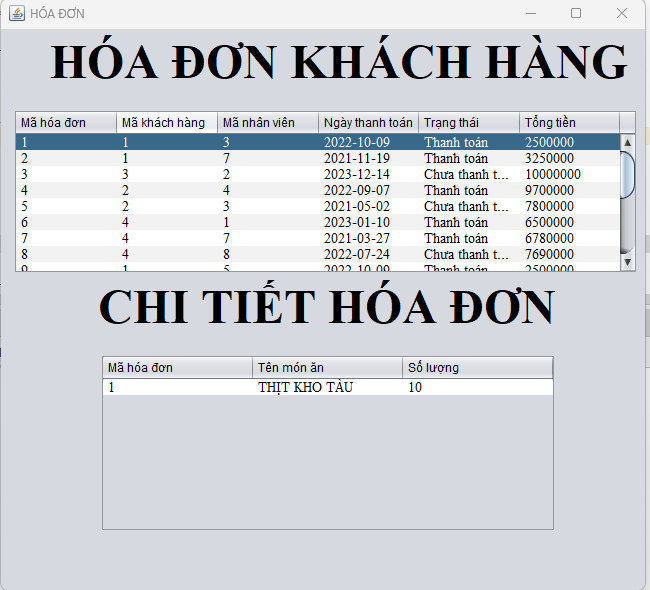 HÓA ĐƠN
HÓA ĐƠN KHÁCH HÀNG
Mã hóa đơn Mã khách hàng Mã nhân viên Ngày thanh toán Trạng thái Tổng tiền
1 1 3 2022-10-09 Thanh toán 2500000
2 1 7 2021-11-19 Thanh toán 3250000
3 3 2 2023-12-14 Chưa thanh t... 10000000
4 2 4 2022-09-07 Thanh toán 9700000
5 2 3 2021-05-02 Chưa thanh t... 7800000
6 4 1 2023-01-10 Thanh toán 6500000
7 4 7 2021-03-27 Thanh toán 6780000
8 4 8 2022-07-24 Chưa thanh t... 7690000
9 1 5 2022-10-09 Thanh toán 2500000
CHI TIẾT HÓA ĐƠN
Mã hóa đơn Tên món ăn Số lượng
1 THỊT KHO TÀU 10